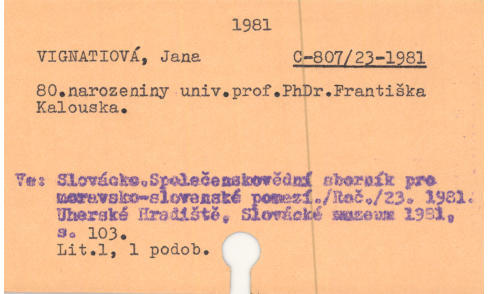 1981
VIGNATIOVÁ, Jana C-807/23-1981
80.narozeniny univ.prof.PhDr.Františka
Kalouska.
Ve: Slovácko.Společenskovědní sborník pro
moravsko-slovenské pomezí./Roč./23. 1981.
Uherské Hradiště, Slovácké muzeum 1981,
s. 103.
Lit.1, 1 podob.